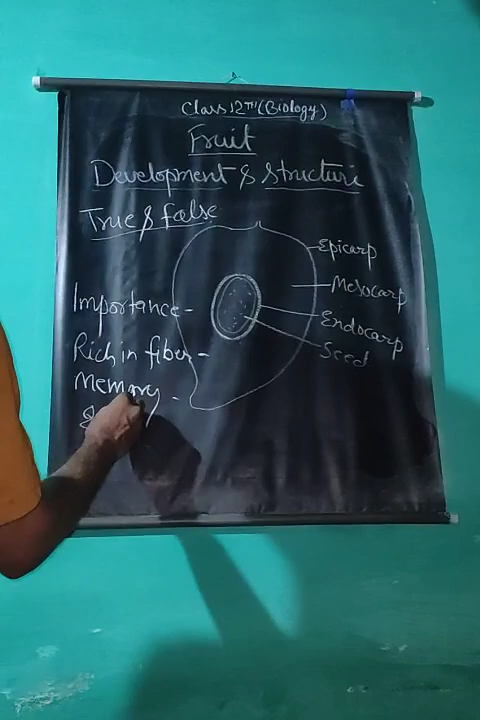 Class 12TH (Biology)
Fruit
Development & Structure
True & false
Epicarp
Mesocarp
Importance-
Endocarp
Rich in fiber-
Seed
Memory -
&